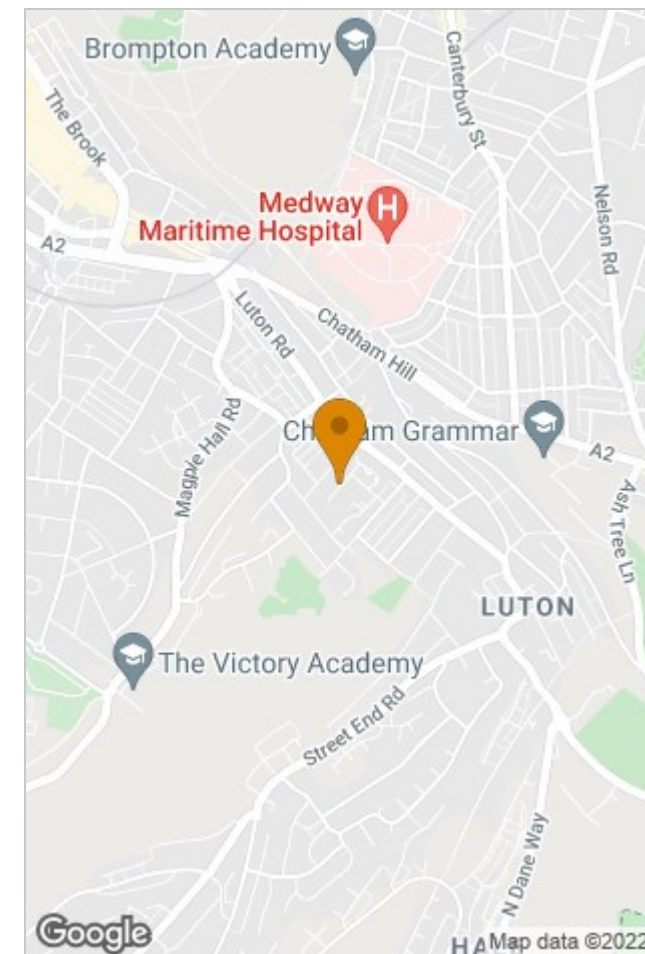 Brompton Academy
Canterbury St
The Brook
Nelson Rd
Medway
Maritime Hospital
H
A2
Luton Rd
Chatham Hill
Magpie Hall Rd
Grammar
A2
Ash Tree Ln
LUTON
The Victory Academy
Street End Rd
N Dane Way
Google
Map data ©2022